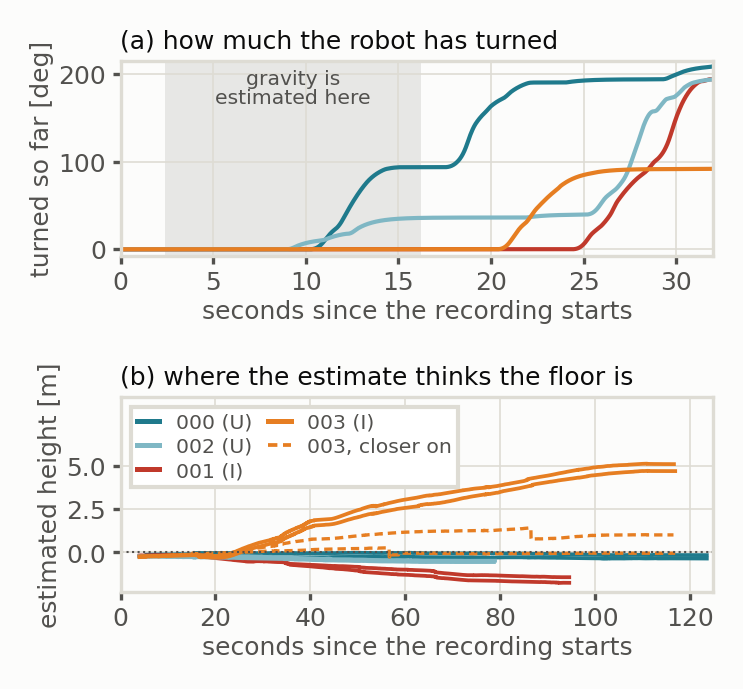 (a) how much the robot has turned
turned so far [deg]
200
100
0
gravity is
estimated here
0 5 10 15 20 25 30
seconds since the recording starts
(b) where the estimate thinks the floor is
estimated height [m]
5.0
2.5
0.0
000 (U) 003 (I)
002 (U) 003, closer on
001 (I)
0 20 40 60 80 100 120
seconds since the recording starts